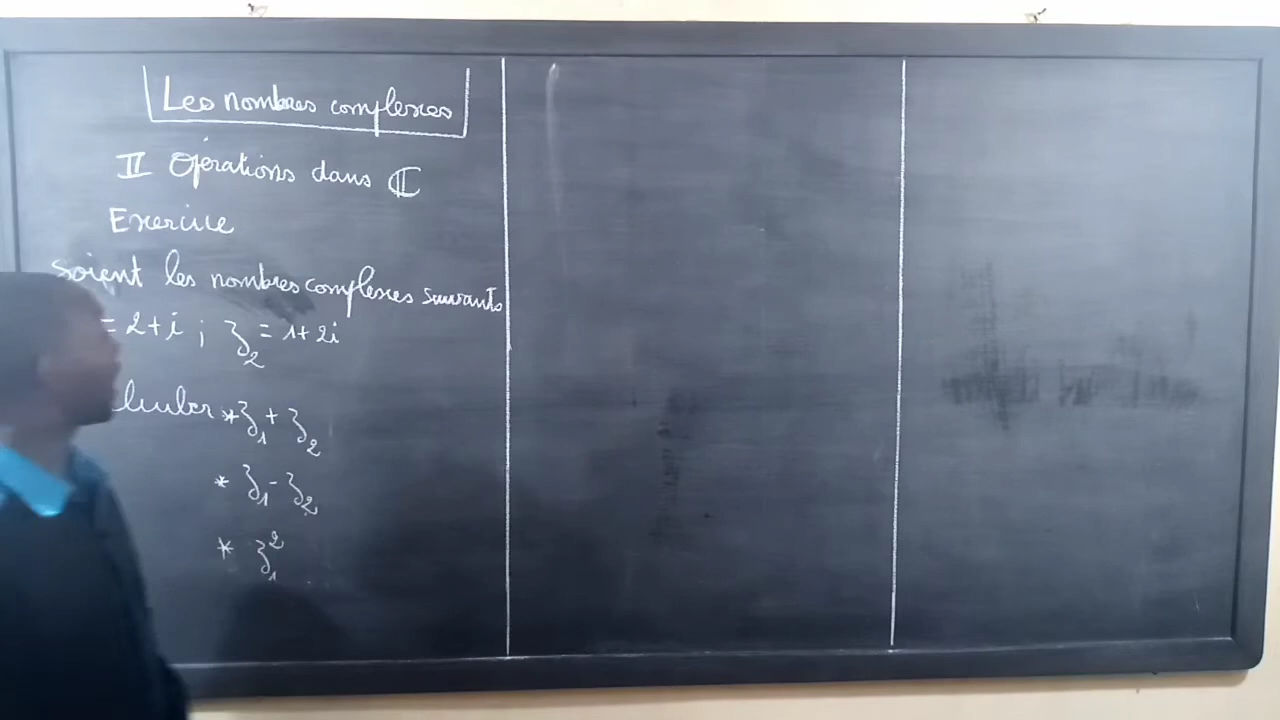 Les nombres complexes
II Opérations dans ℂ
Exercice
Soient les nombres complexes suivants
= 2+i ; z₂ = 1+2i
* z₁ + z₂
* z₁ - z₂
* z₁²